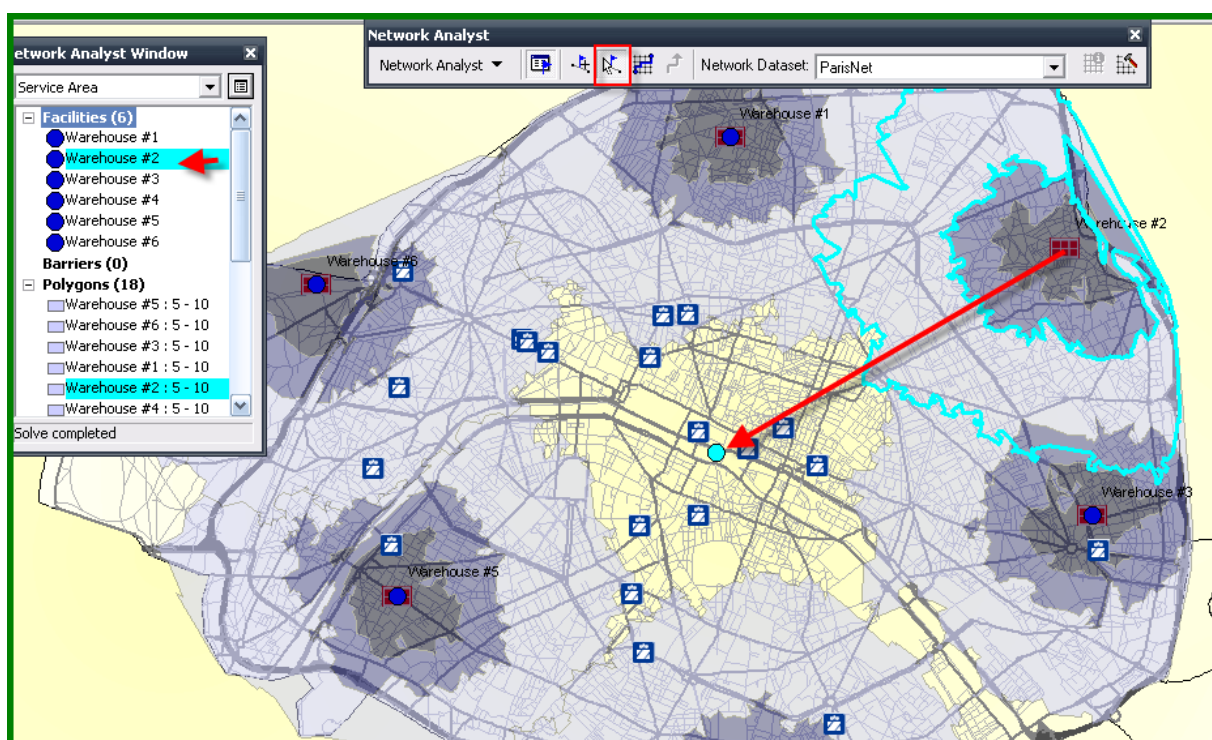 Network Analyst
Network Analyst
Network Dataset: ParisNet
etwork Analyst Window
Service Area
Facilities (6)
Warehouse #1
Warehouse #2
Warehouse #3
Warehouse #4
Warehouse #5
Warehouse #6
Barriers (0)
Polygons (18)
Warehouse #5 : 5 - 10
Warehouse #6 : 5 - 10
Warehouse #3 : 5 - 10
Warehouse #1 : 5 - 10
Warehouse #2 : 5 - 10
Warehouse #4 : 5 - 10
Solve completed
Warehouse #1
Warehouse #2
Warehouse #6
Warehouse #3
Warehouse #5